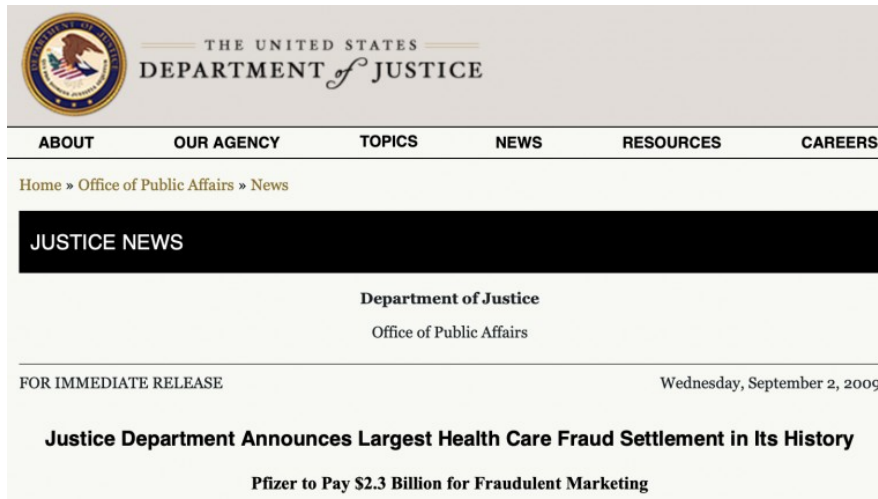 THE UNITED STATES
DEPARTMENT of JUSTICE
ABOUT OUR AGENCY TOPICS NEWS RESOURCES CAREERS
Home » Office of Public Affairs » News
JUSTICE NEWS
Department of Justice
Office of Public Affairs
FOR IMMEDIATE RELEASE Wednesday, September 2, 2009
Justice Department Announces Largest Health Care Fraud Settlement in Its History
Pfizer to Pay $2.3 Billion for Fraudulent Marketing